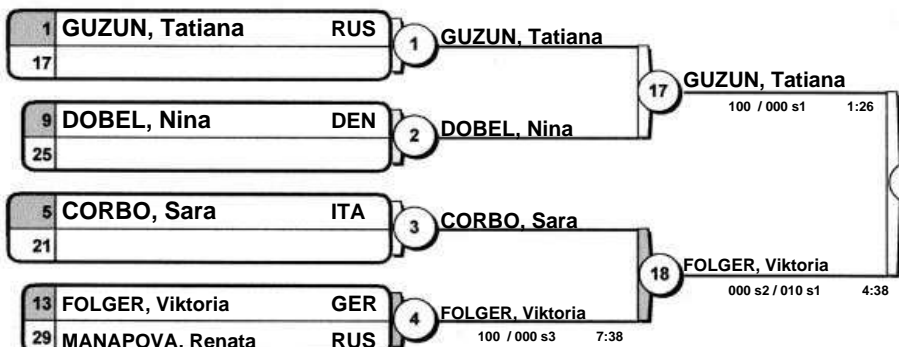 1 GUZUN, Tatiana RUS
17
1
GUZUN, Tatiana
9 DOBEL, Nina DEN
25
2
DOBEL, Nina
17
GUZUN, Tatiana
100 / 000 s1 1:26
5 CORBO, Sara ITA
21
3
CORBO, Sara
13 FOLGER, Viktoria GER
29 MANAPOVA, Renata RUS
4
FOLGER, Viktoria
100 / 000 s3 7:38
18
FOLGER, Viktoria
000 s2 / 010 s1 4:38